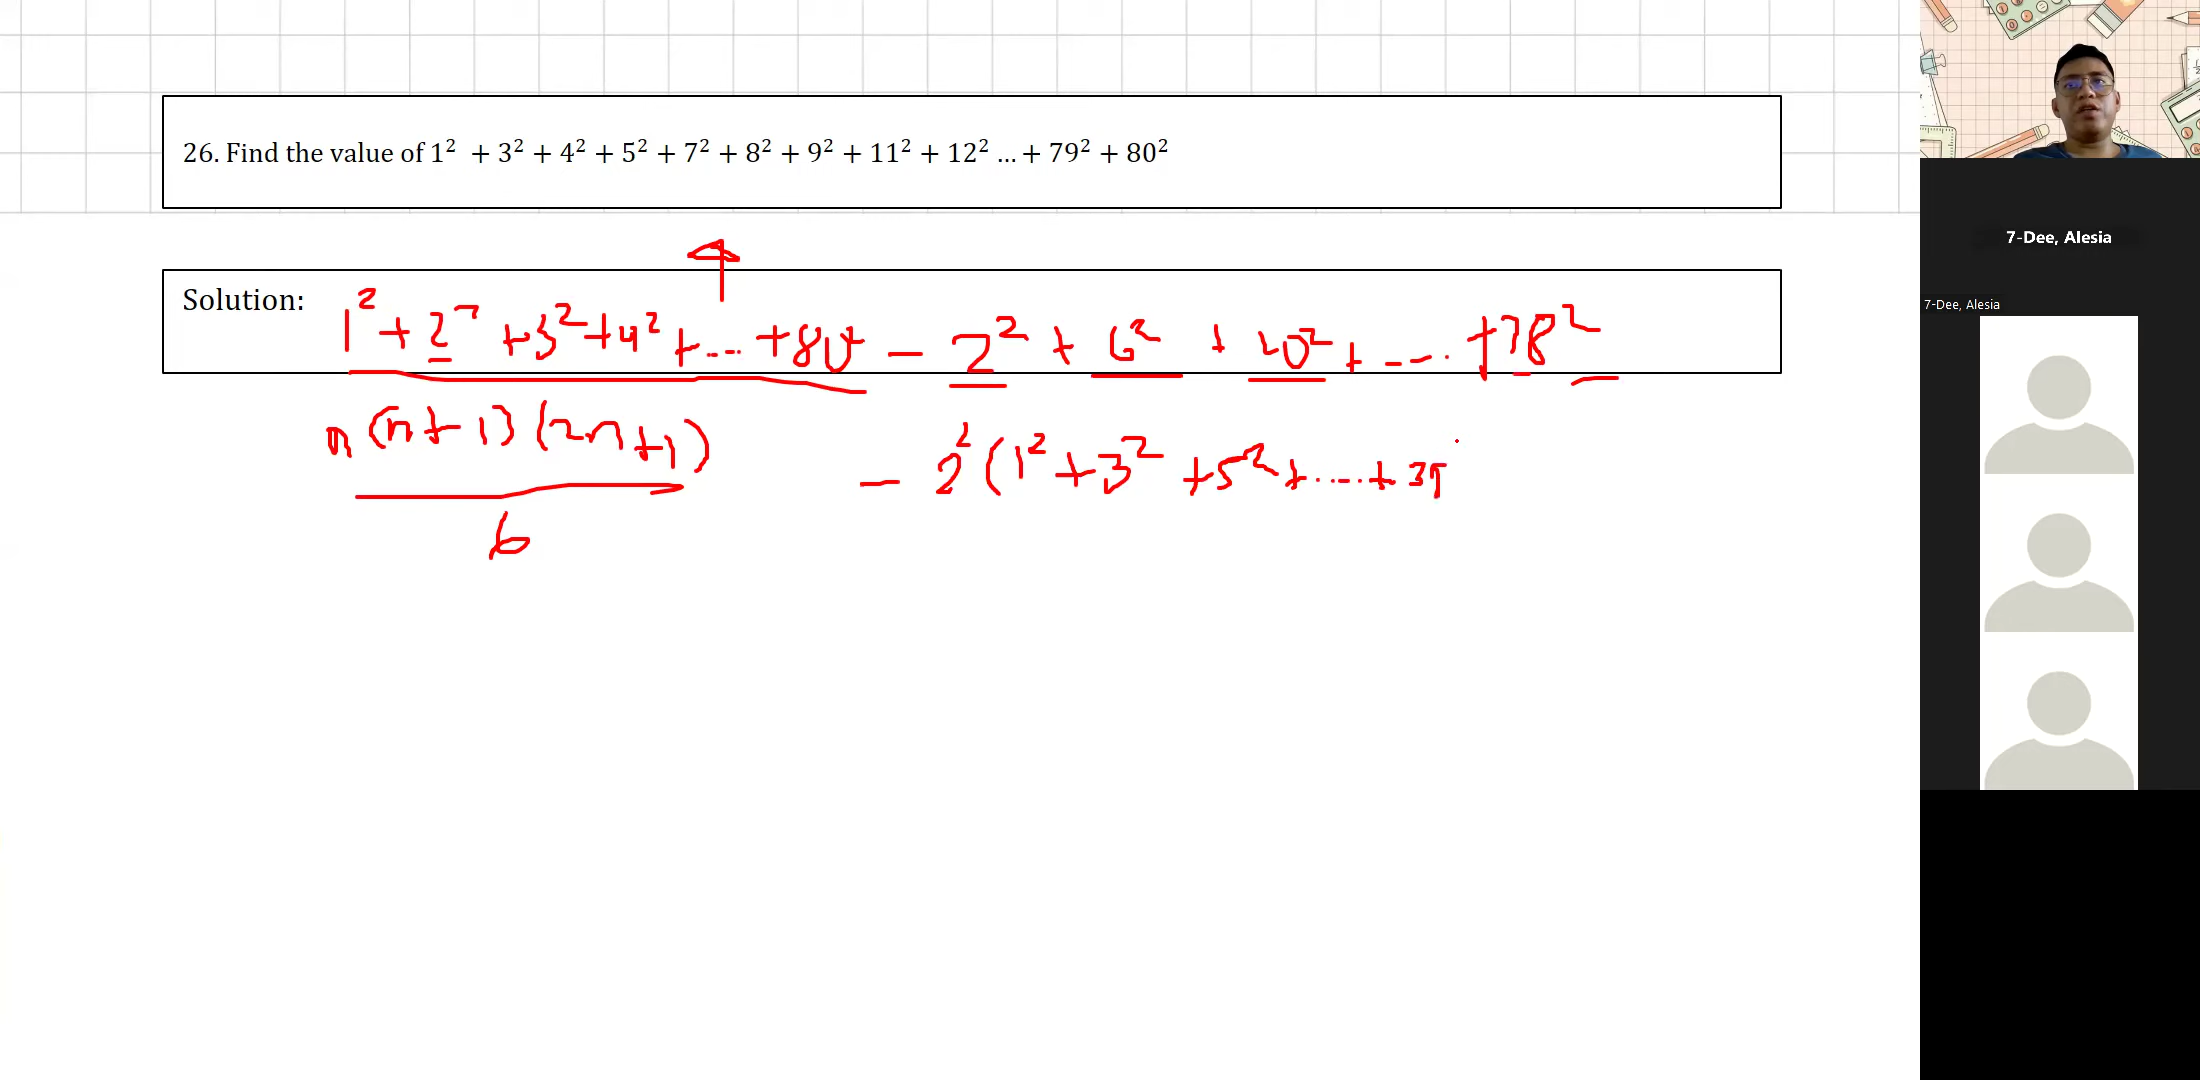 26. Find the value of 1² + 3² + 4² + 5² + 7² + 8² + 9² + 11² + 12² ... + 79² + 80²
7-Dee, Alesia
7-Dee, Alesia
Solution: 1² + 2² + 3² + 4² + ... + 80² − 2² + 6² + 10² + .... + 78²
n(n+1)(2n+1)
6
− 2²(1² + 3² + 5² + ..... + 39